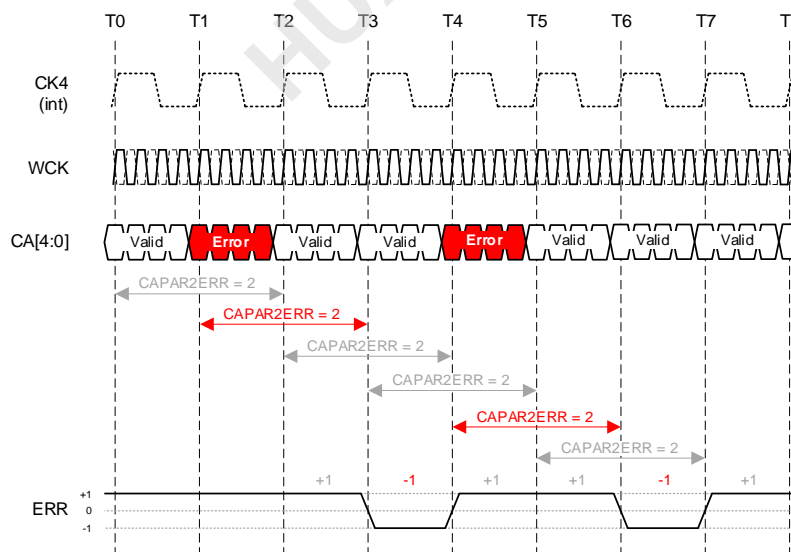 T0 T1 T2 T3 T4 T5 T6 T7 T
CK4
(int)
WCK
CA[4:0] Valid Error Valid Valid Error Valid Valid Valid
CAPAR2ERR = 2
CAPAR2ERR = 2
CAPAR2ERR = 2
CAPAR2ERR = 2
CAPAR2ERR = 2
CAPAR2ERR = 2
+1 -1 +1 +1 -1 +1
+1
ERR 0
-1